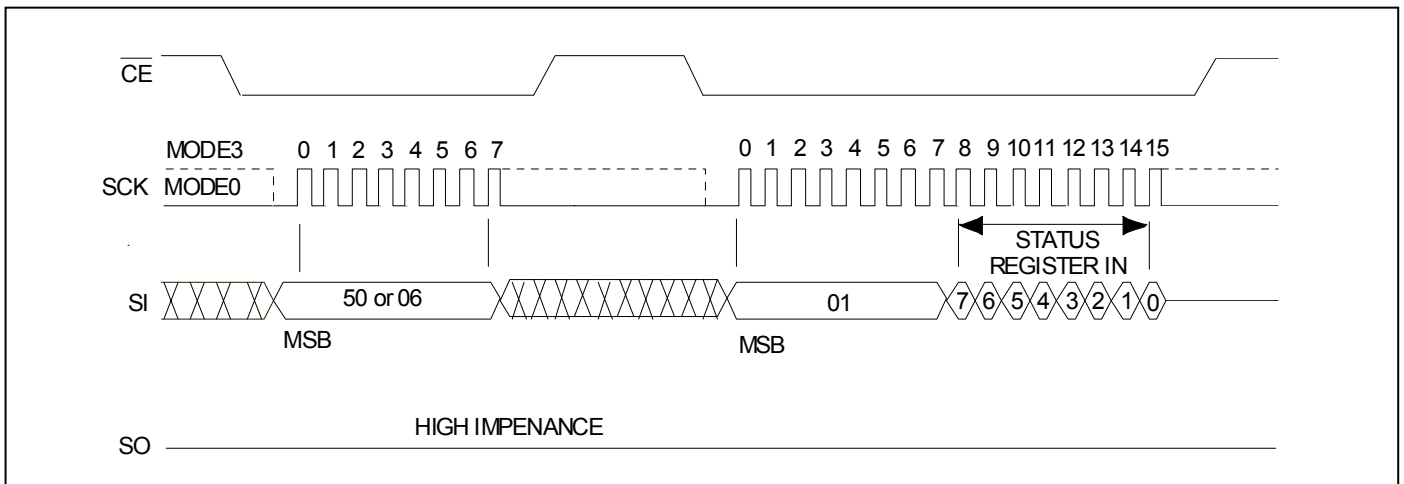 CE
MODE3 0 1 2 3 4 5 6 7 0 1 2 3 4 5 6 7 8 9 10 11 12 13 14 15
SCK MODE0
STATUS
REGISTER IN
SI 50 or 06 01 7 6 5 4 3 2 1 0
MSB MSB
HIGH IMPENANCE
SO